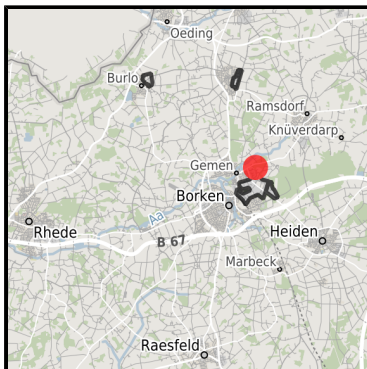 Oeding
Burlo
Ramsdorf
Knüverdarp
Gemen
Borken
Aa
Rhede
B 67
Heiden
Marbeck
Raesfeld